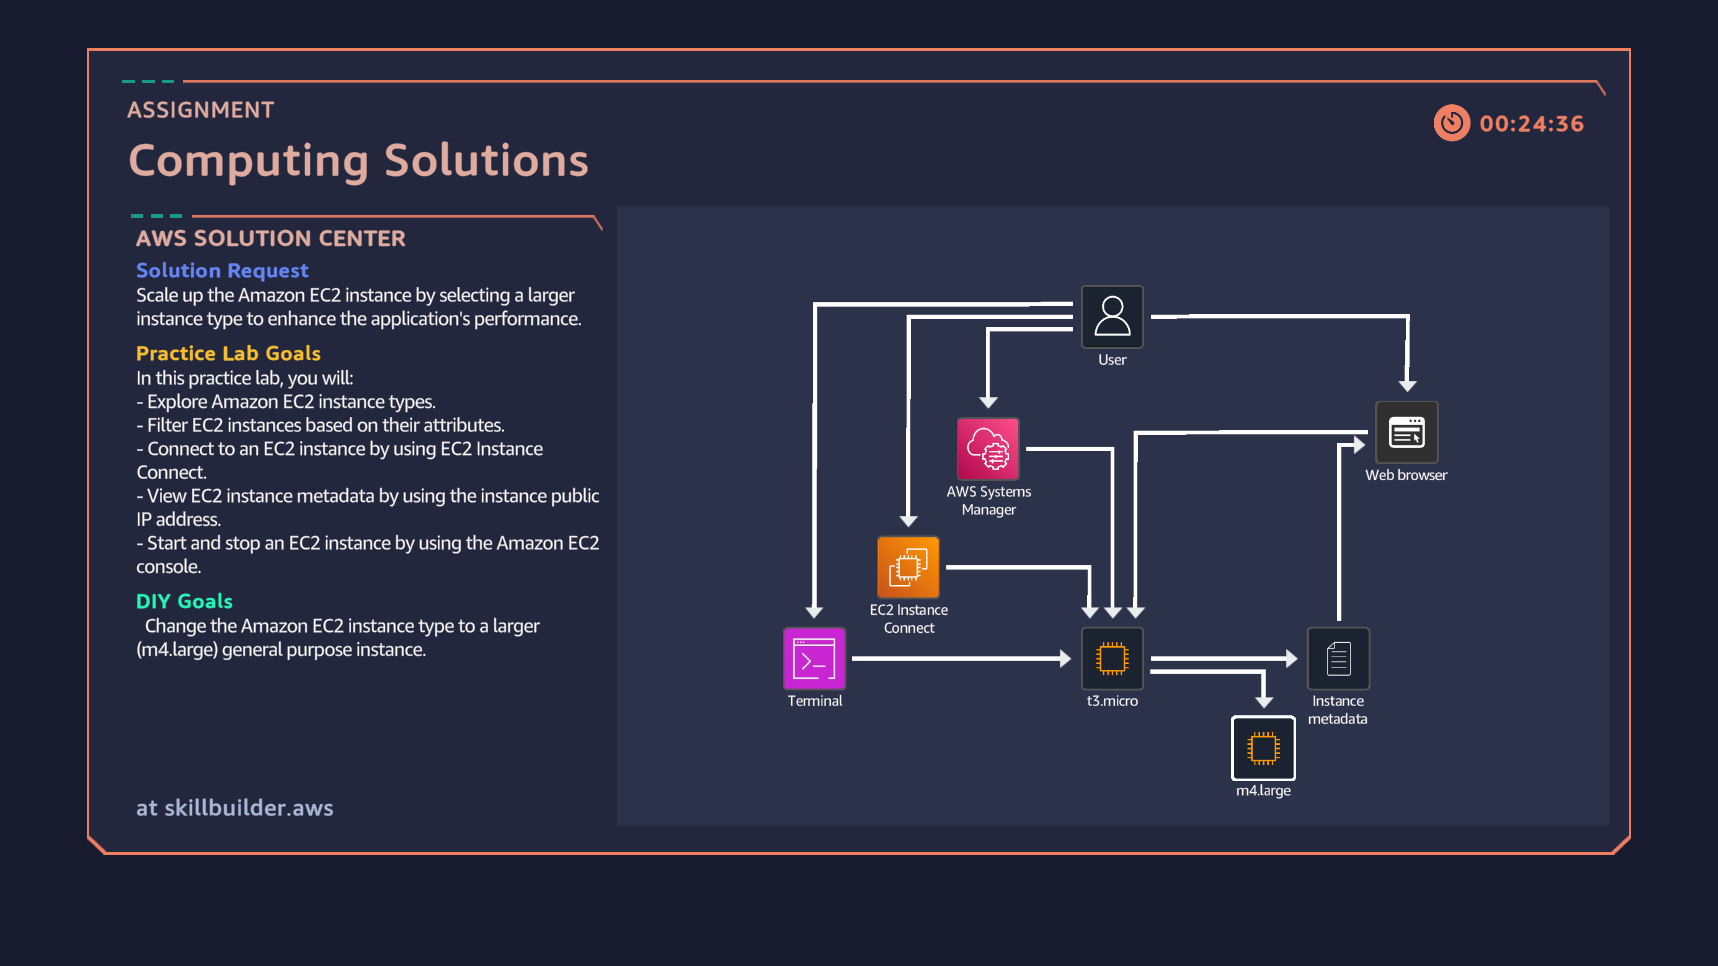 ASSIGNMENT
Computing Solutions
00:24:36
AWS SOLUTION CENTER
Solution Request
Scale up the Amazon EC2 instance by selecting a larger
instance type to enhance the application's performance.
Practice Lab Goals
In this practice lab, you will:
- Explore Amazon EC2 instance types.
- Filter EC2 instances based on their attributes.
- Connect to an EC2 instance by using EC2 Instance
Connect.
- View EC2 instance metadata by using the instance public
IP address.
- Start and stop an EC2 instance by using the Amazon EC2
console.
DIY Goals
Change the Amazon EC2 instance type to a larger
(m4.large) general purpose instance.
at skillbuilder.aws
User
Web browser
AWS Systems
Manager
EC2 Instance
Connect
Terminal
t3.micro
Instance
metadata
m4.large